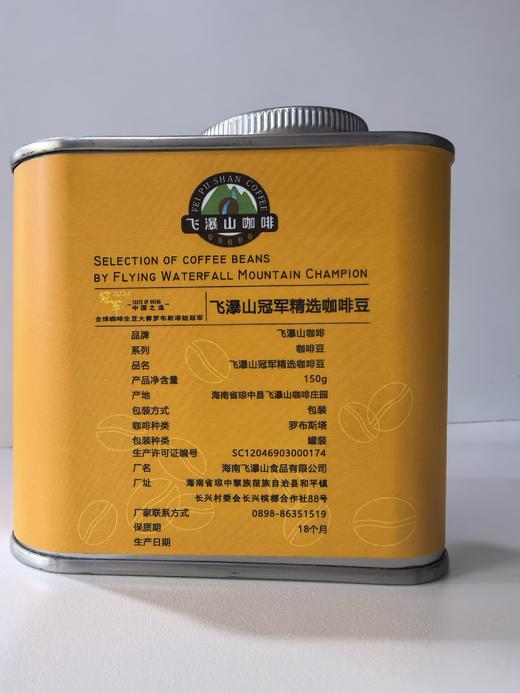 FEI PU SHAN COFFEE
飞瀑山咖啡
SELECTION OF COFFEE BEANS
BY FLYING WATERFALL MOUNTAIN CHAMPION
冠军 2024
TASTE OF CHINA
中国之选
全球咖啡生豆大赛罗布斯塔组冠军
飞瀑山冠军精选咖啡豆
品牌 飞瀑山咖啡
系列 咖啡豆
品名 飞瀑山冠军精选咖啡豆
产品净含量 150g
产地 海南省琼中县飞瀑山咖啡庄园
包装方式 包装
咖啡种类 罗布斯塔
包装种类 罐装
生产许可证编号 SC12046903000174
厂名 海南飞瀑山食品有限公司
厂址 海南省琼中黎族苗族自治县和平镇
长兴村委会长兴槟榔合作社88号
厂家联系方式 0898-86351519
保质期 18个月
生产日期